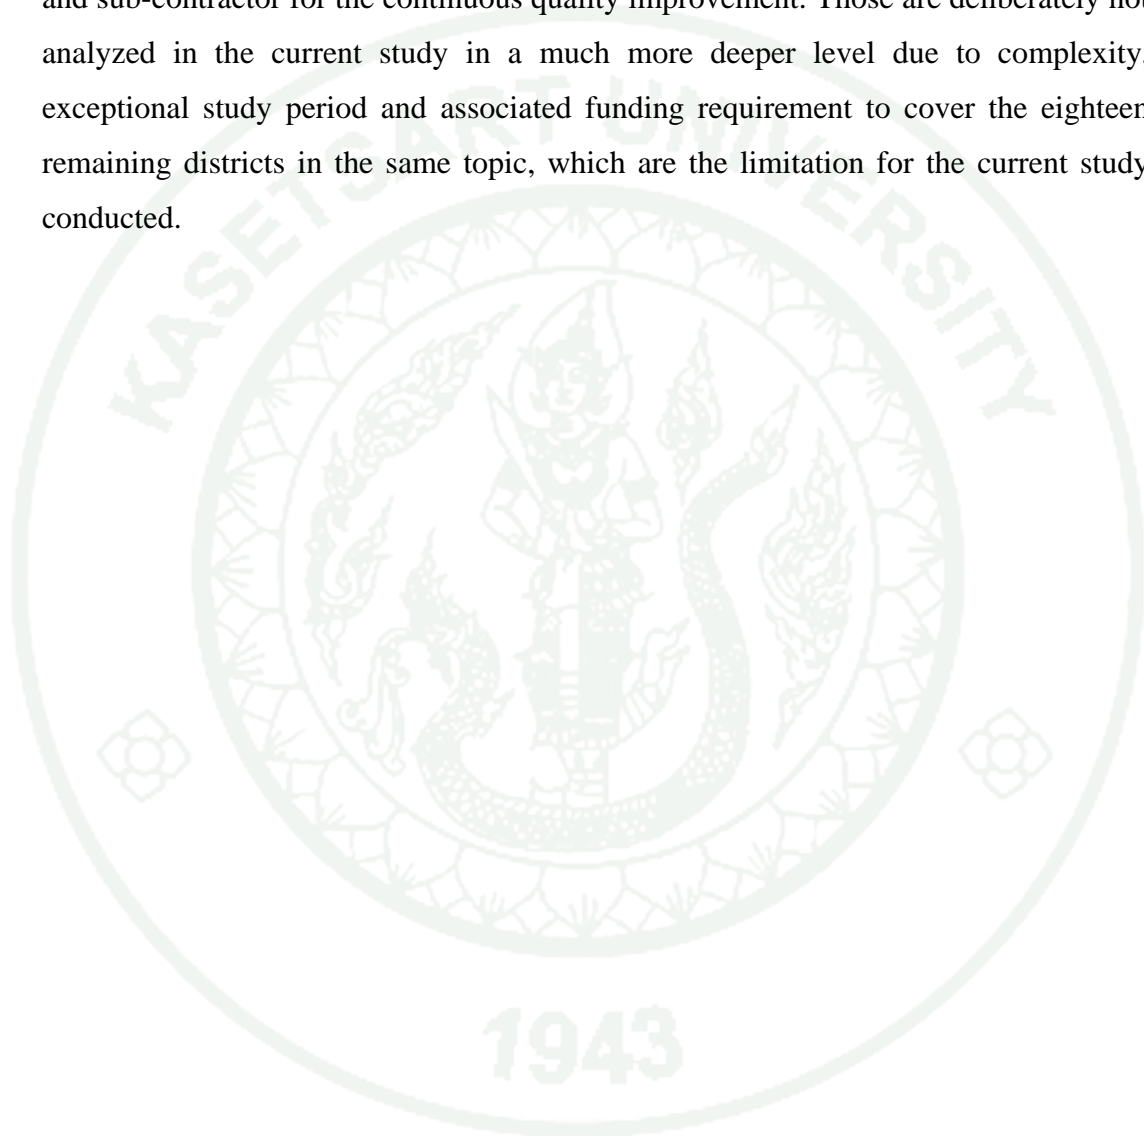 and sub-contractor for the continuous quality improvement. Those are deliberately not
analyzed in the current study in a much more deeper level due to complexity,
exceptional study period and associated funding requirement to cover the eighteen
remaining districts in the same topic, which are the limitation for the current study
conducted.
KASETSART UNIVERSITY
1943